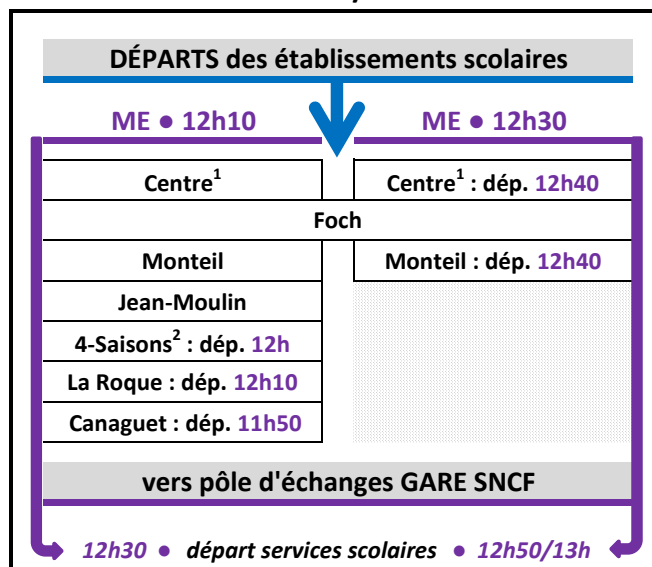 DÉPARTS des établissements scolaires
ME ● 12h10 ME ● 12h30
Centre¹ Centre¹ : dép. 12h40
Foch
Monteil Monteil : dép. 12h40
Jean-Moulin
4-Saisons² : dép. 12h
La Roque : dép. 12h10
Canaguet : dép. 11h50
vers pôle d'échanges GARE SNCF
12h30 ● départ services scolaires ● 12h50/13h